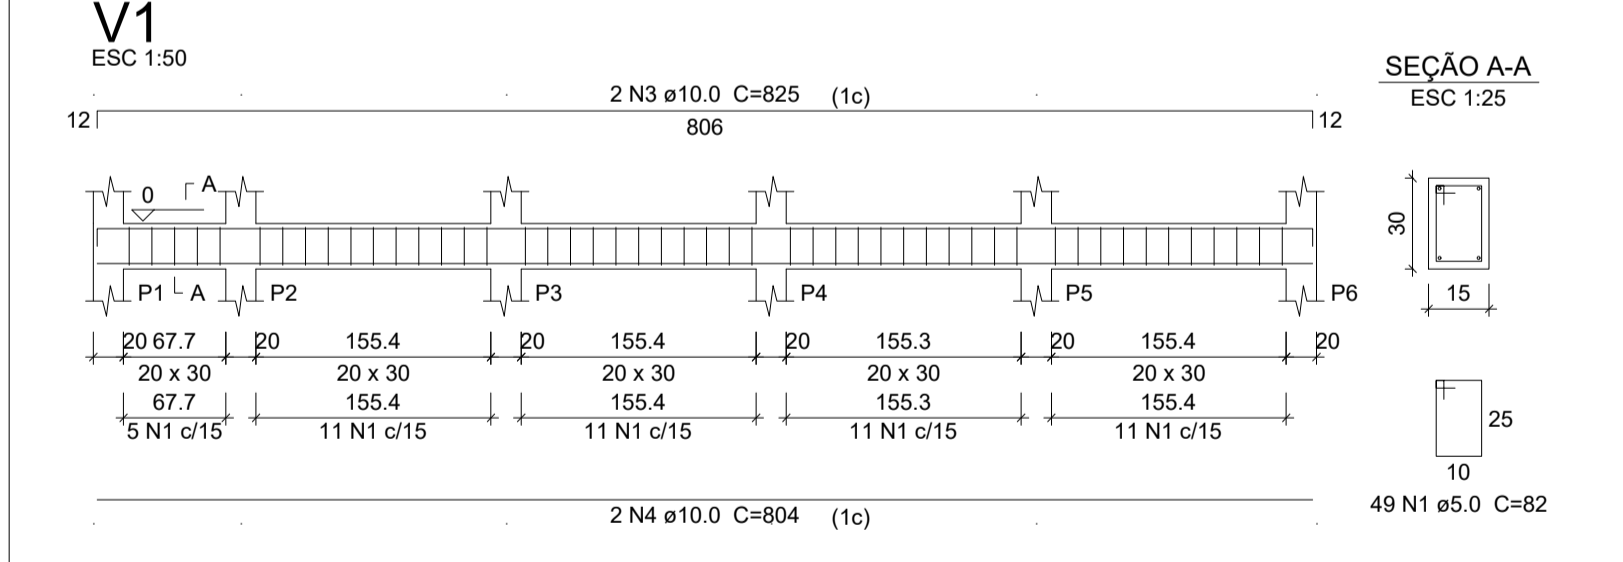 V1
ESC 1:50
2 N3 ø10.0 C=825 (1c)
12 806 12
SEÇÃO A-A
ESC 1:25
0 A
P1 A P2 P3 P4 P5 P6
20 67.7 20 155.4 20 155.4 20 155.3 20 155.4 20
20 x 30 20 x 30 20 x 30 20 x 30 20 x 30
67.7 155.4 155.4 155.3 155.4
5 N1 c/15 11 N1 c/15 11 N1 c/15 11 N1 c/15 11 N1 c/15
2 N4 ø10.0 C=804 (1c)
30
15
25
10
49 N1 ø5.0 C=82